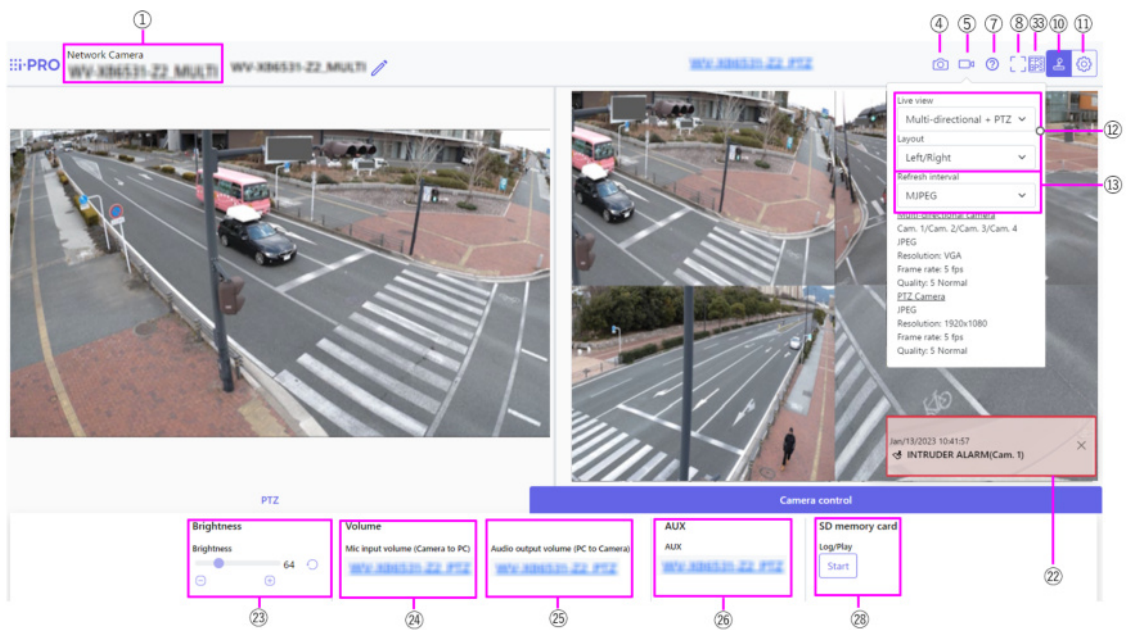 ① ④ ⑤ ⑦ ⑧ ㉝ ⑩ ⑪
i-PRO
Network Camera
WV-X86531-Z2_MULTI WV-X86531-Z2_MULTI WV-X86531-Z2_PTZ
Live view
Multi-directional + PTZ
⑫
Layout
Left/Right
Refresh interval
⑬
MJPEG
Multi-directional Camera
Cam. 1/Cam. 2/Cam. 3/Cam. 4
JPEG
Resolution: VGA
Frame rate: 5 fps
Quality: 5 Normal
PTZ Camera
JPEG
Resolution: 1920x1080
Frame rate: 5 fps
Quality: 5 Normal
Jan/13/2023 10:41:57
INTRUDER ALARM(Cam. 1)
PTZ Camera control
Brightness Volume AUX SD memory card
Brightness Mic input volume (Camera to PC) Audio output volume (PC to Camera) AUX Log/Play
64 WV-X86531-Z2_PTZ WV-X86531-Z2_PTZ WV-X86531-Z2_PTZ Start
㉒
㉓ ㉔ ㉕ ㉖ ㉘